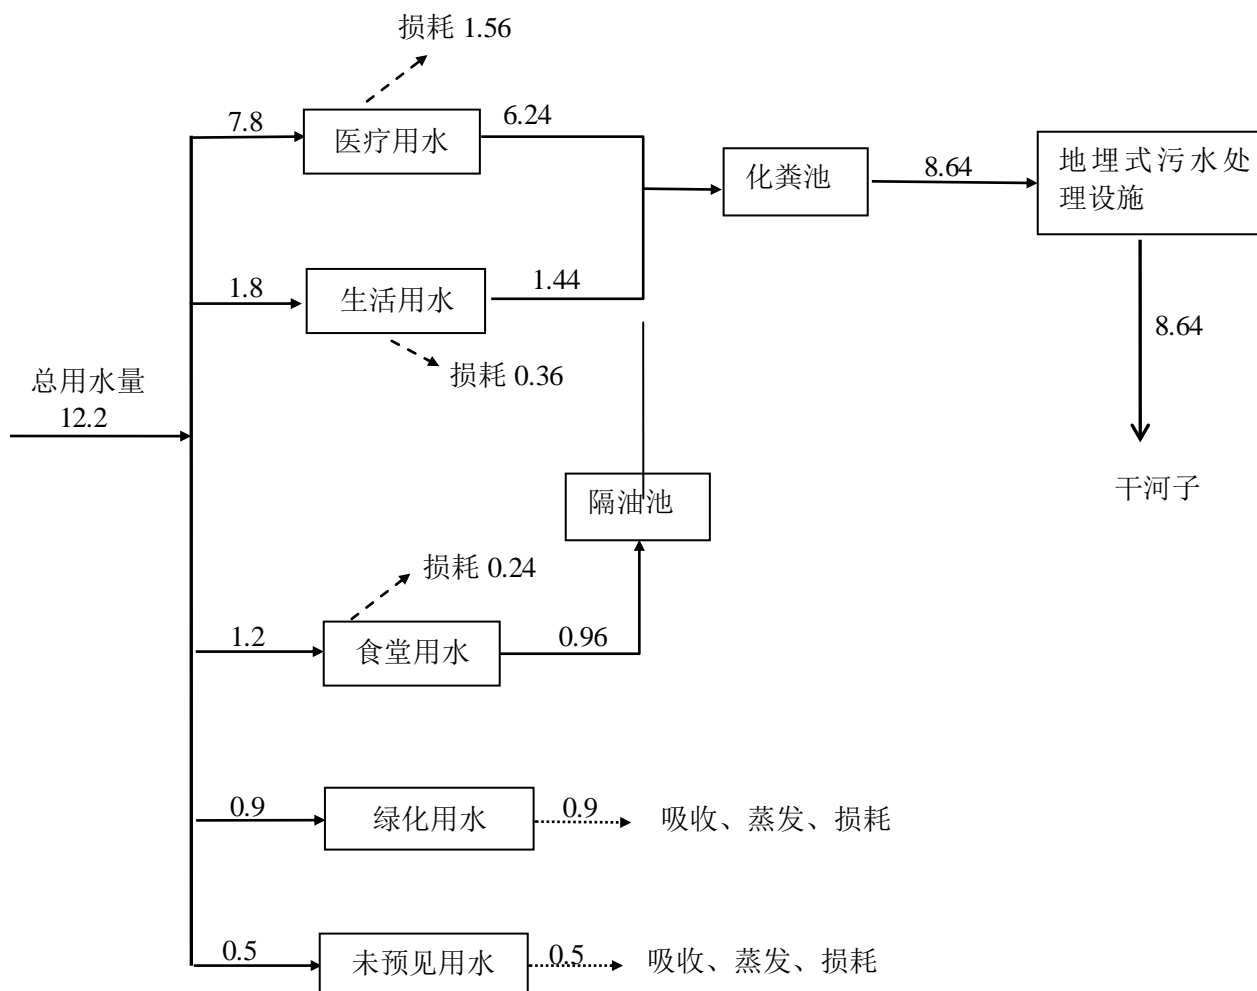 损耗 1.56
7.8
医疗用水
6.24
化粪池
8.64
地埋式污水处
理设施
1.8
生活用水
1.44
损耗 0.36
8.64
总用水量
12.2
干河子
隔油池
损耗 0.24
1.2
食堂用水
0.96
0.9
绿化用水
0.9
吸收、蒸发、损耗
0.5
未预见用水
0.5
吸收、蒸发、损耗